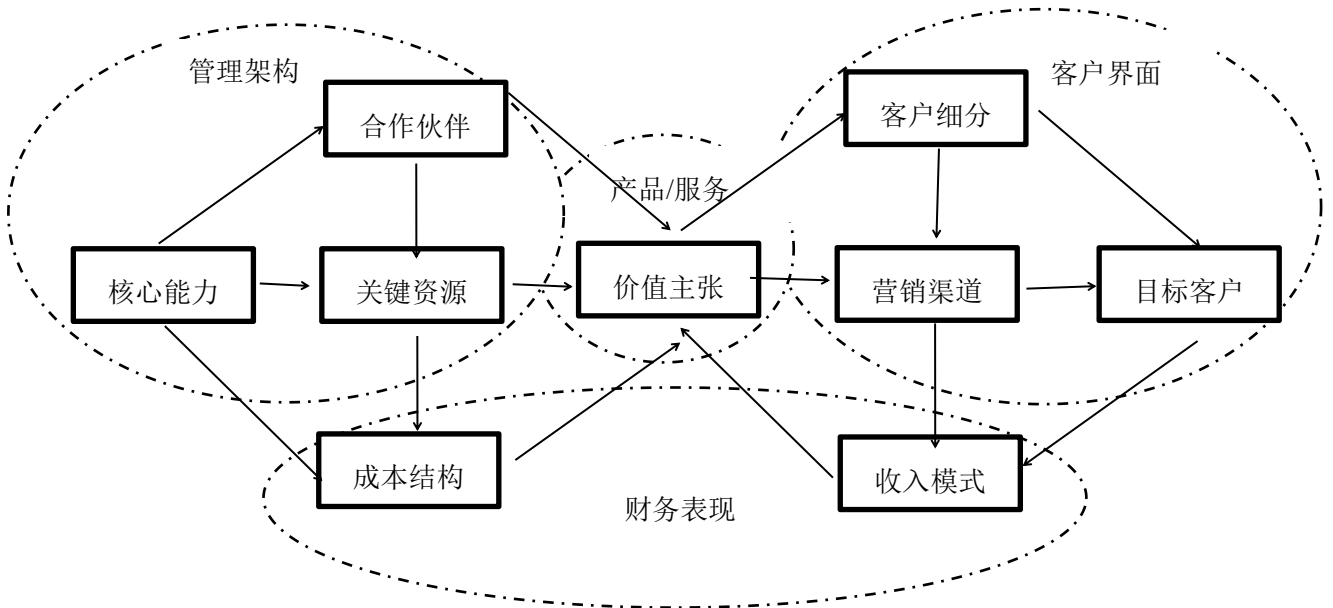 管理架构
客户界面
合作伙伴
客户细分
产品/服务
核心能力
关键资源
价值主张
营销渠道
目标客户
成本结构
收入模式
财务表现